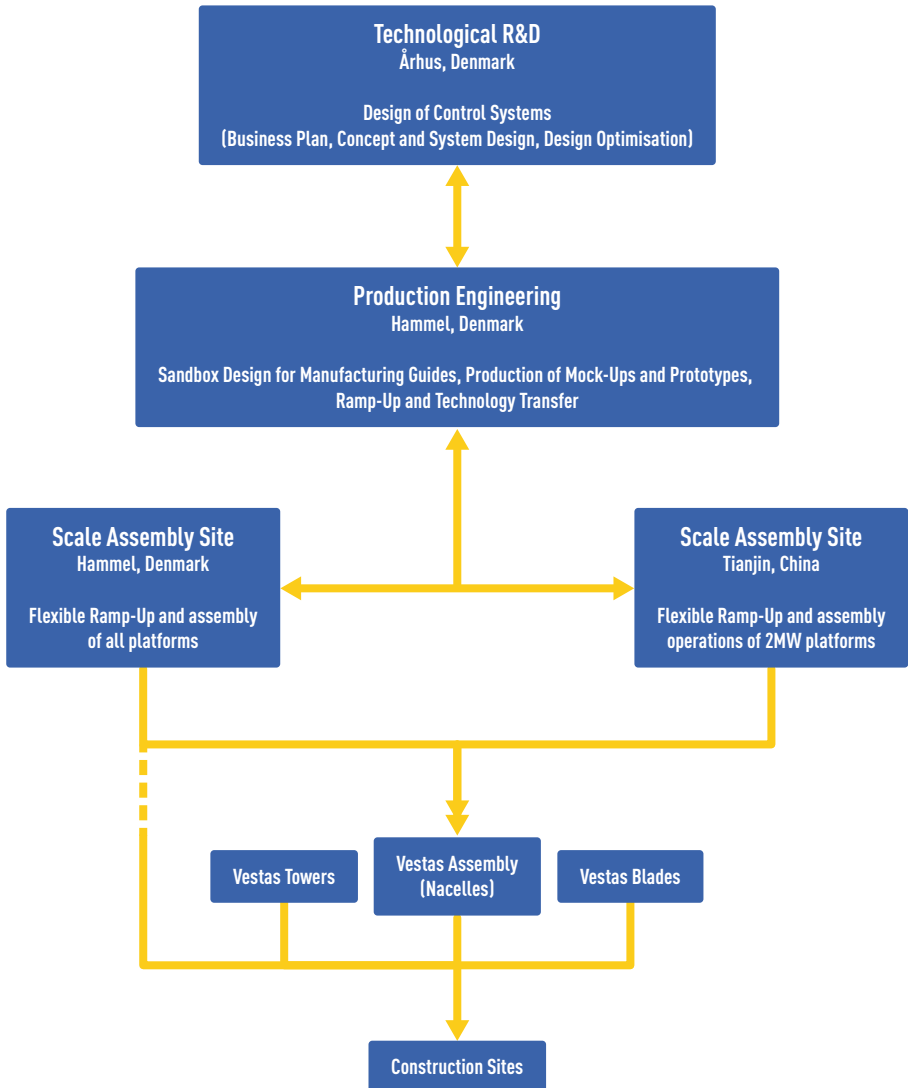 Technological R&D
Århus, Denmark
Design of Control Systems
(Business Plan, Concept and System Design, Design Optimisation)
Production Engineering
Hammel, Denmark
Sandbox Design for Manufacturing Guides, Production of Mock-Ups and Prototypes,
Ramp-Up and Technology Transfer
Scale Assembly Site
Hammel, Denmark
Flexible Ramp-Up and assembly
of all platforms
Scale Assembly Site
Tianjin, China
Flexible Ramp-Up and assembly
operations of 2MW platforms
Vestas Towers
Vestas Assembly
(Nacelles)
Vestas Blades
Construction Sites